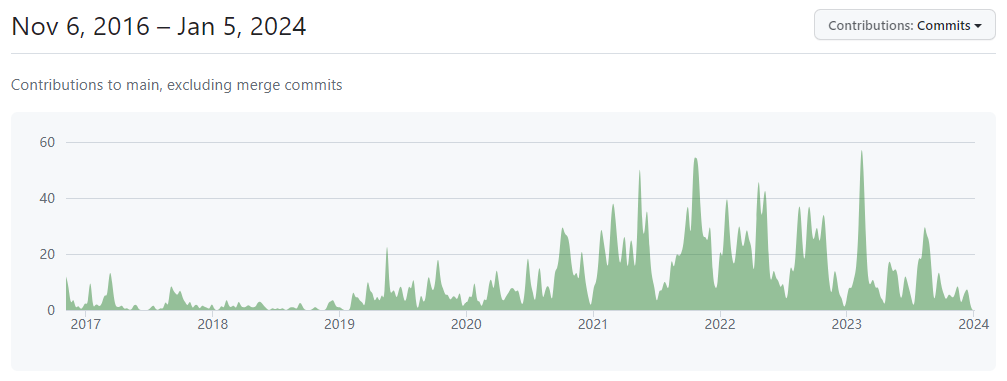 Nov 6, 2016 – Jan 5, 2024
Contributions: Commits
Contributions to main, excluding merge commits
60
40
20
0
2017 2018 2019 2020 2021 2022 2023 2024